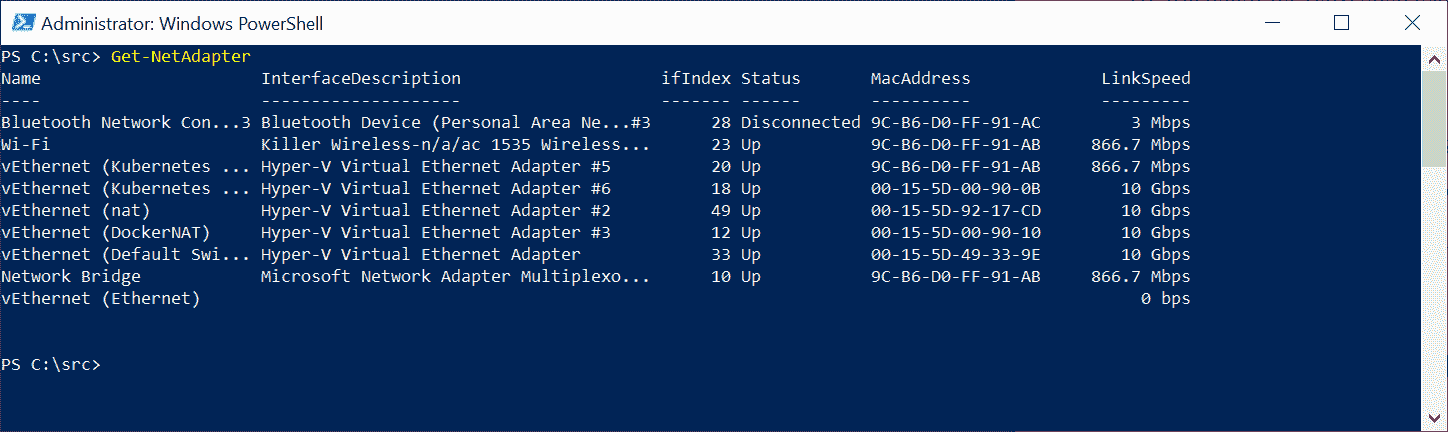 Administrator: Windows PowerShell
PS C:\src> Get-NetAdapter
Name                      InterfaceDescription                    ifIndex Status       MacAddress             LinkSpeed
----                      --------------------                    ------- ------       ----------             ---------
Bluetooth Network Con...3 Bluetooth Device (Personal Area Ne...#3      28 Disconnected 9C-B6-D0-FF-91-AC         3 Mbps
Wi-Fi                     Killer Wireless-n/a/ac 1535 Wireless...      23 Up           9C-B6-D0-FF-91-AB     866.7 Mbps
vEthernet (Kubernetes ... Hyper-V Virtual Ethernet Adapter #5          20 Up           9C-B6-D0-FF-91-AB     866.7 Mbps
vEthernet (Kubernetes ... Hyper-V Virtual Ethernet Adapter #6          18 Up           00-15-5D-00-90-0B        10 Gbps
vEthernet (nat)           Hyper-V Virtual Ethernet Adapter #2          49 Up           00-15-5D-92-17-CD        10 Gbps
vEthernet (DockerNAT)     Hyper-V Virtual Ethernet Adapter #3          12 Up           00-15-5D-00-90-10        10 Gbps
vEthernet (Default Swi... Hyper-V Virtual Ethernet Adapter             33 Up           00-15-5D-49-33-9E        10 Gbps
Network Bridge            Microsoft Network Adapter Multiplexo...      10 Up           9C-B6-D0-FF-91-AB     866.7 Mbps
vEthernet (Ethernet)                                                                                              0 bps
PS C:\src>